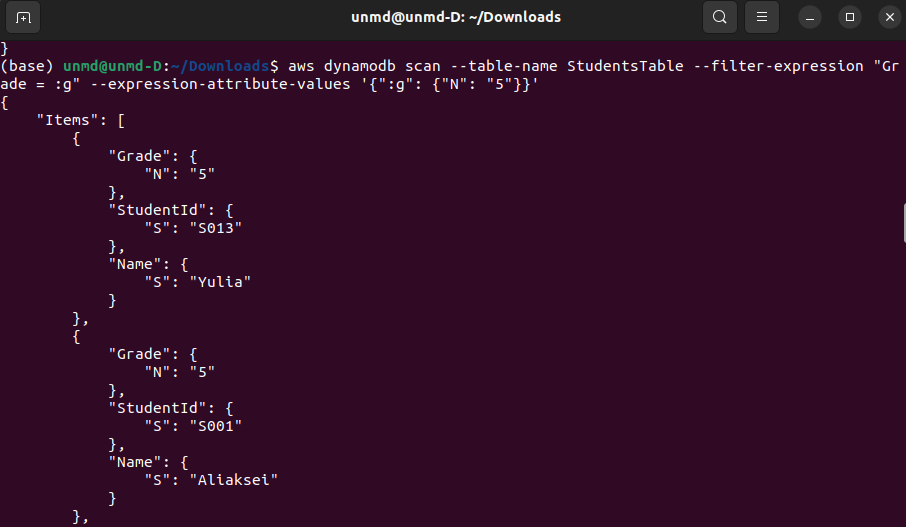 unmd@unmd-D: ~/Downloads
}
(base) unmd@unmd-D:~/Downloads$ aws dynamodb scan --table-name StudentsTable --filter-expression "Gr
ade = :g" --expression-attribute-values '{":g": {"N": "5"}}'
{
    "Items": [
        {
            "Grade": {
                "N": "5"
            },
            "StudentId": {
                "S": "S013"
            },
            "Name": {
                "S": "Yulia"
            }
        },
        {
            "Grade": {
                "N": "5"
            },
            "StudentId": {
                "S": "S001"
            },
            "Name": {
                "S": "Aliaksei"
            }
        },